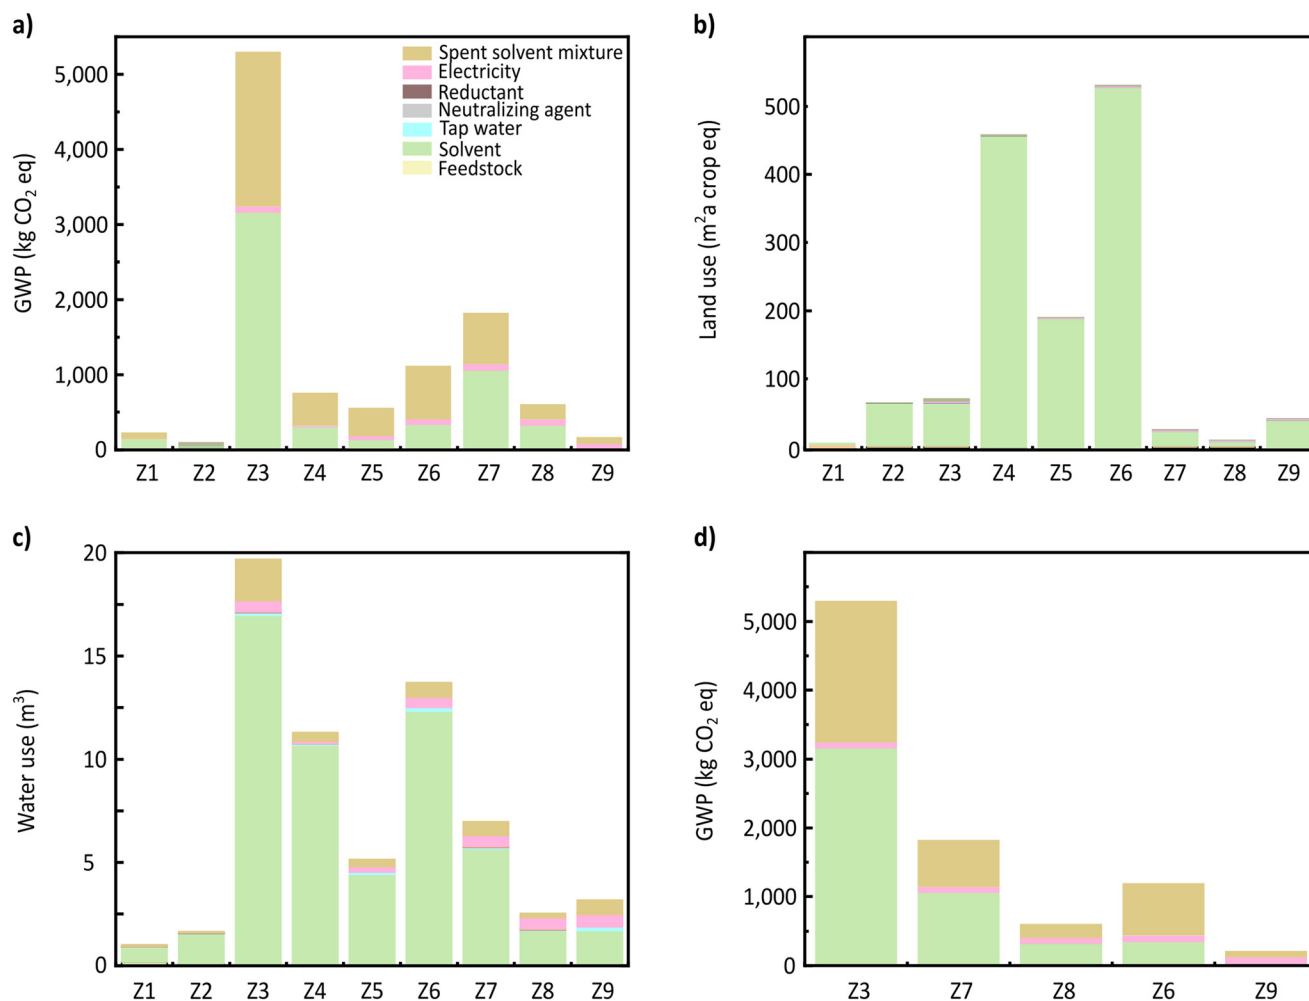 a)
GWP (kg CO₂ eq)
5,000
4,000
3,000
2,000
1,000
0
Z1 Z2 Z3 Z4 Z5 Z6 Z7 Z8 Z9
Spent solvent mixture
Electricity
Reductant
Neutralizing agent
Tap water
Solvent
Feedstock
b)
Land use (m²a crop eq)
500
400
300
200
100
0
Z1 Z2 Z3 Z4 Z5 Z6 Z7 Z8 Z9
c)
Water use (m³)
20
15
10
5
0
Z1 Z2 Z3 Z4 Z5 Z6 Z7 Z8 Z9
d)
GWP (kg CO₂ eq)
5,000
4,000
3,000
2,000
1,000
0
Z3 Z7 Z8 Z6 Z9